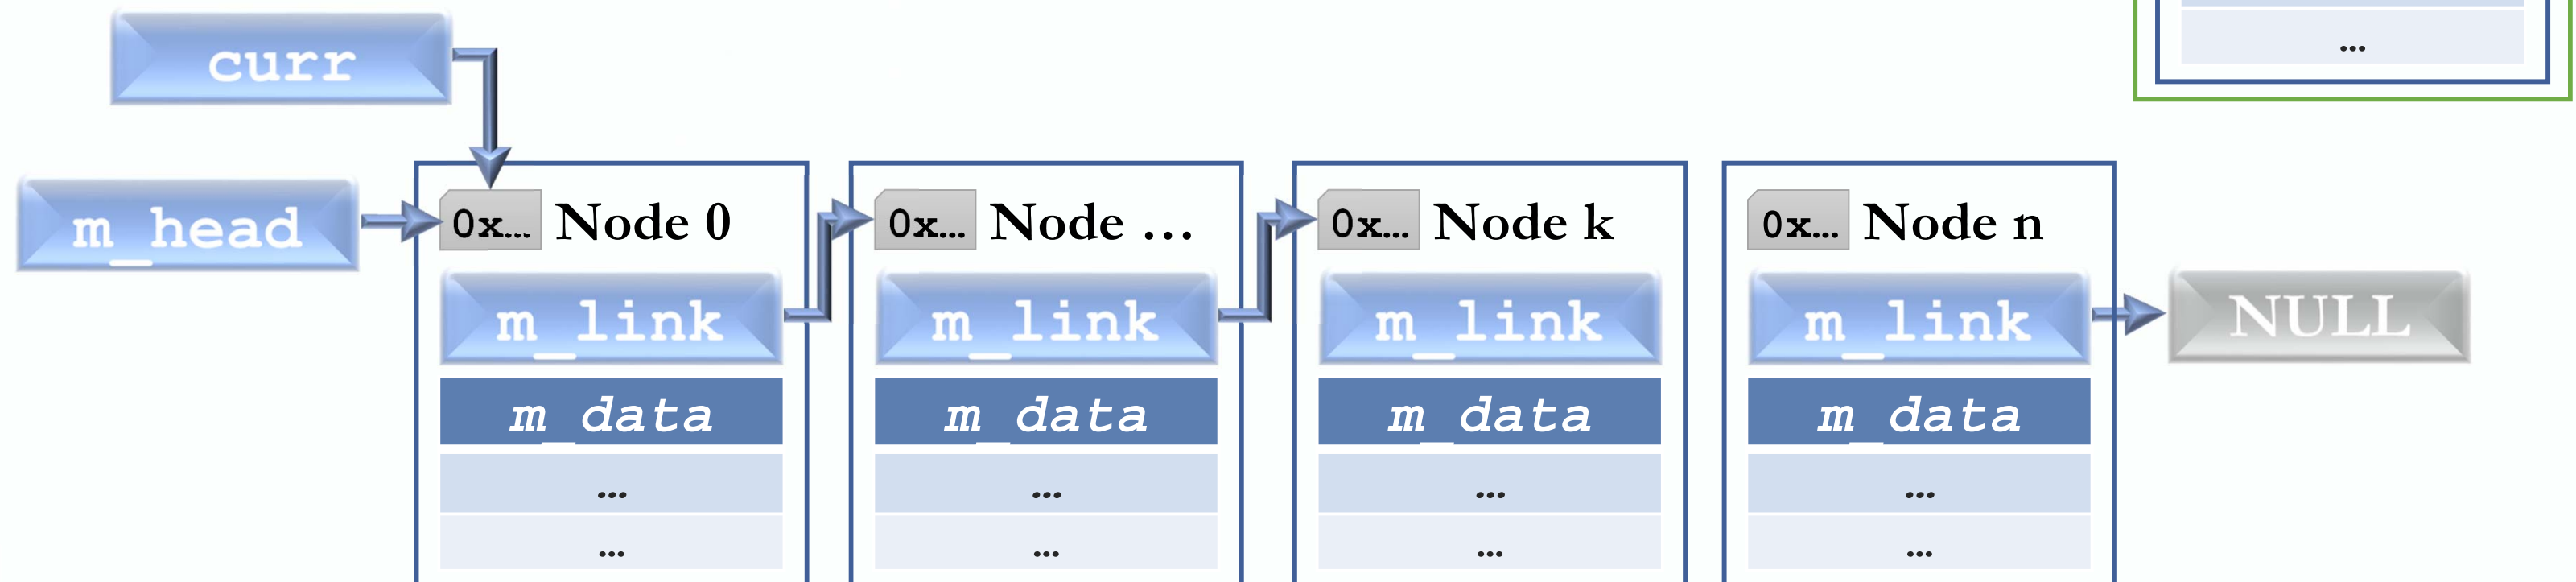 curr
...
m_head
0x... Node 0
0x... Node ...
0x... Node k
0x... Node n
m_link
m_link
m_link
m_link
NULL
m_data
m_data
m_data
m_data
...
...
...
...
...
...
...
...